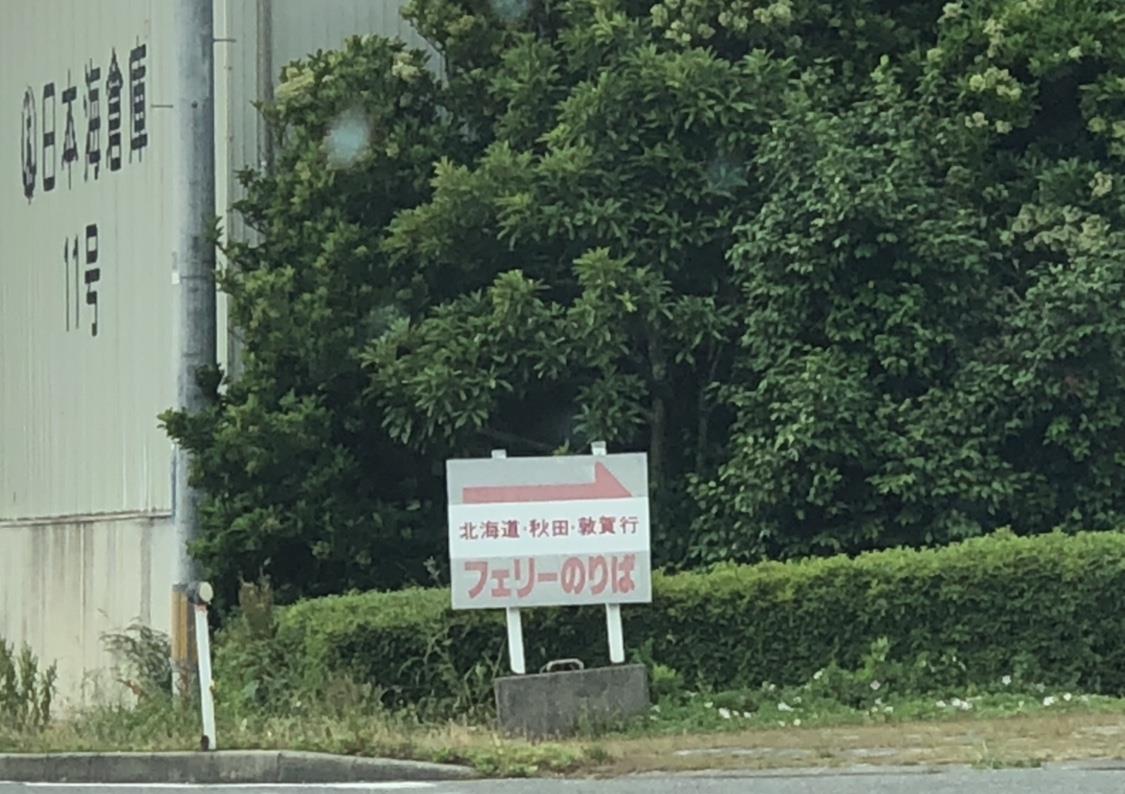 日本海倉庫
11号
北海道・秋田・敦賀行
フェリーのりば